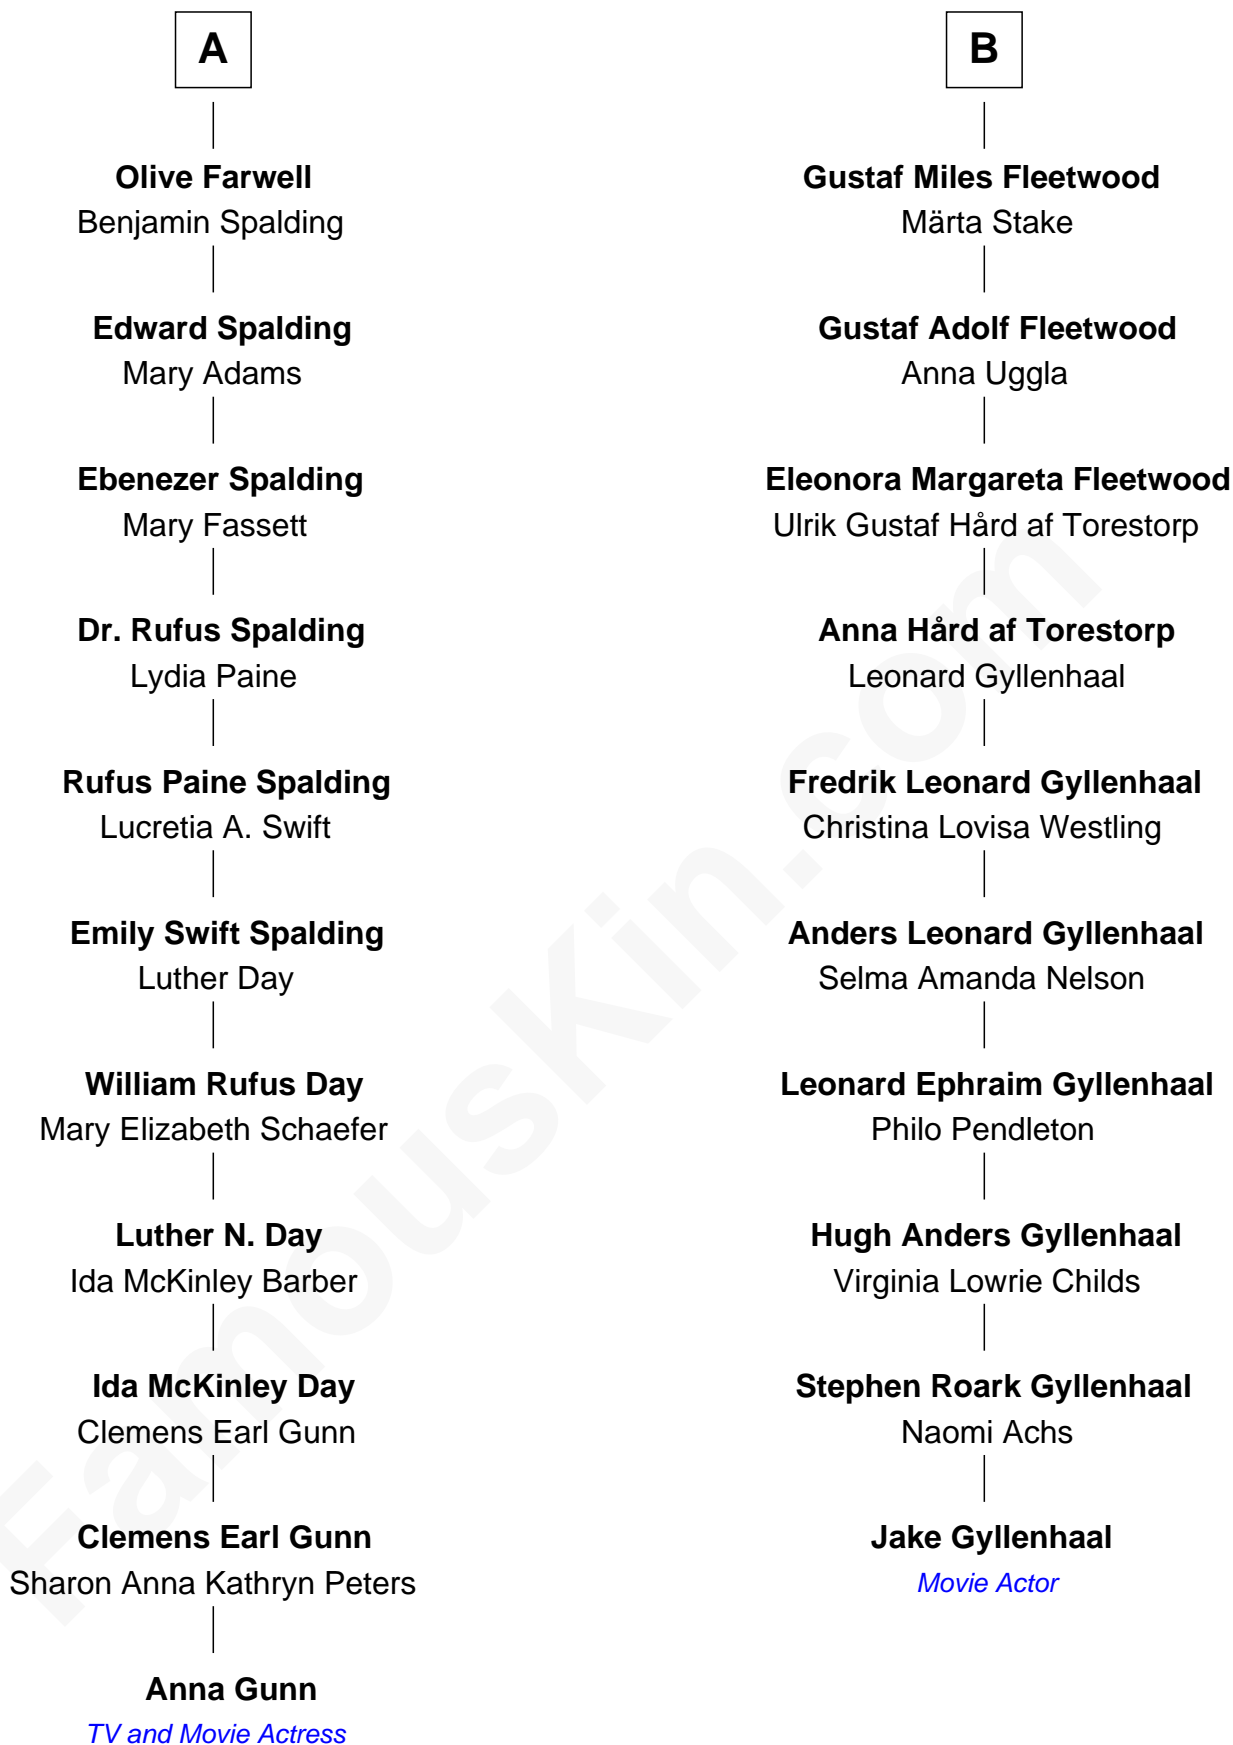 A
Olive Farwell
Benjamin Spalding
Edward Spalding
Mary Adams
Ebenezer Spalding
Mary Fassett
Dr. Rufus Spalding
Lydia Paine
Rufus Paine Spalding
Lucretia A. Swift
Emily Swift Spalding
Luther Day
William Rufus Day
Mary Elizabeth Schaefer
Luther N. Day
Ida McKinley Barber
Ida McKinley Day
Clemens Earl Gunn
Clemens Earl Gunn
Sharon Anna Kathryn Peters
Anna Gunn
TV and Movie Actress
B
Gustaf Miles Fleetwood
Märta Stake
Gustaf Adolf Fleetwood
Anna Uggla
Eleonora Margareta Fleetwood
Ulrik Gustaf Hård af Torestorp
Anna Hård af Torestorp
Leonard Gyllenhaal
Fredrik Leonard Gyllenhaal
Christina Lovisa Westling
Anders Leonard Gyllenhaal
Selma Amanda Nelson
Leonard Ephraim Gyllenhaal
Philo Pendleton
Hugh Anders Gyllenhaal
Virginia Lowrie Childs
Stephen Roark Gyllenhaal
Naomi Achs
Jake Gyllenhaal
Movie Actor
FamousKin.com